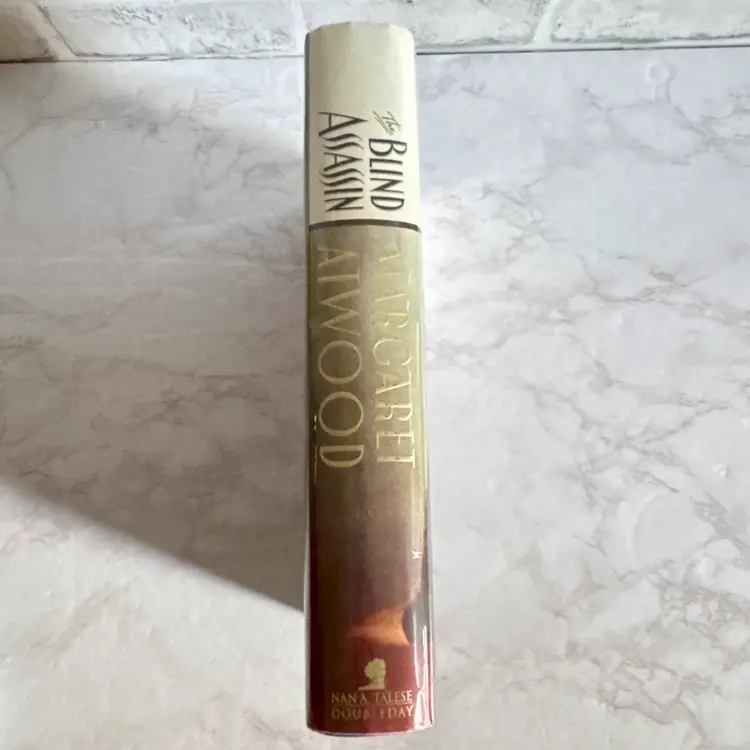 The BLIND
ASSASSIN
MARGARET
ATWOOD
NAN A. TALESE
DOUBLEDAY